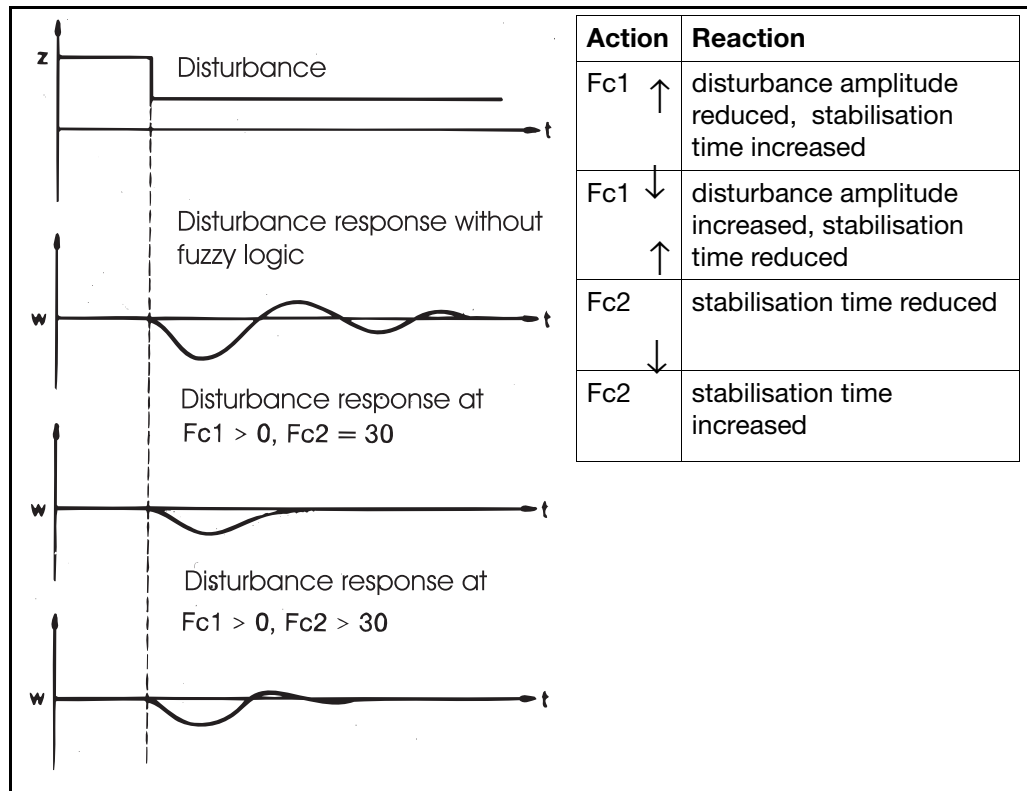 z
Disturbance
t
Disturbance response without
fuzzy logic
w
t
Disturbance response at
Fc1 > 0, Fc2 = 30
w
t
Disturbance response at
Fc1 > 0, Fc2 > 30
w
t
Action Reaction
Fc1 ↑ disturbance amplitude
reduced, stabilisation
time increased
Fc1 ↓ disturbance amplitude
increased, stabilisation
↑ time reduced
Fc2 stabilisation time reduced
↓
Fc2 stabilisation time
increased